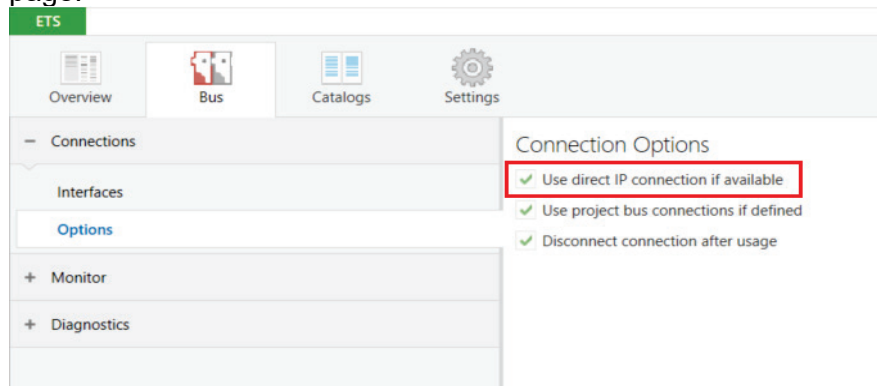 page.
ETS
Overview Bus Catalogs Settings
− Connections
Interfaces
Options
+ Monitor
+ Diagnostics
Connection Options
Use direct IP connection if available
Use project bus connections if defined
Disconnect connection after usage